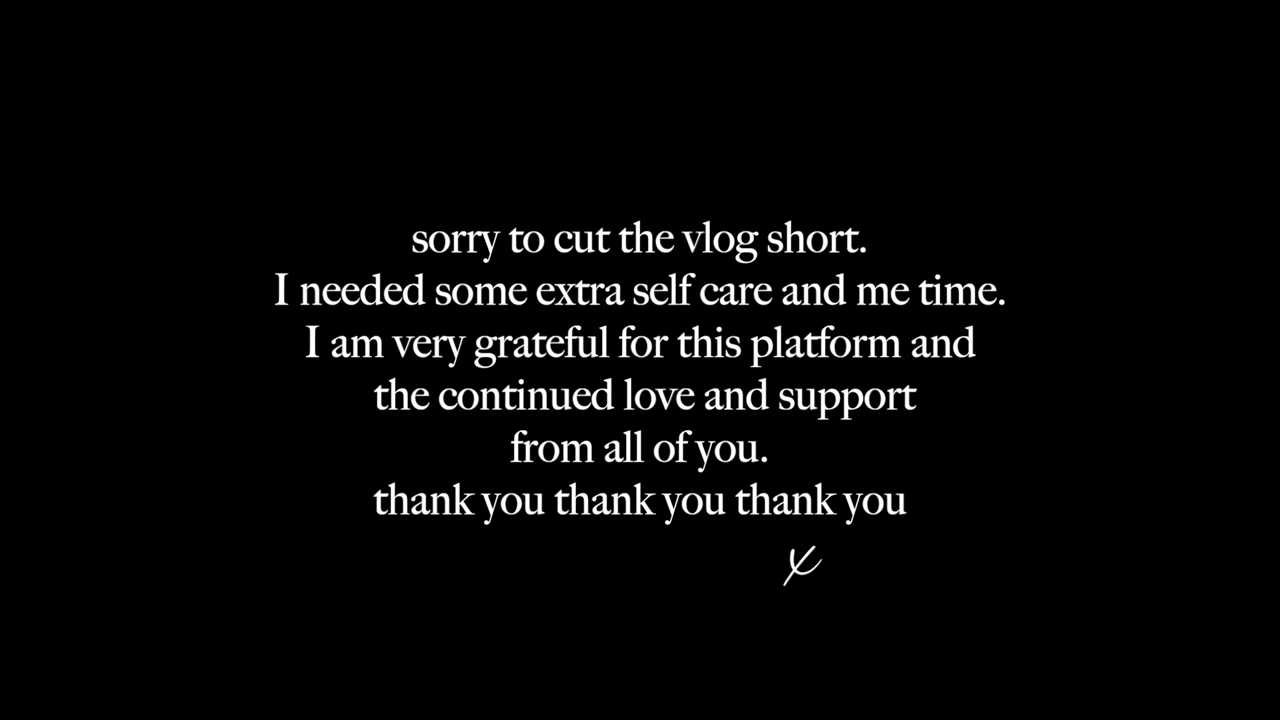 sorry to cut the vlog short.
I needed some extra self care and me time.
I am very grateful for this platform and
the continued love and support
from all of you.
thank you thank you thank you
x